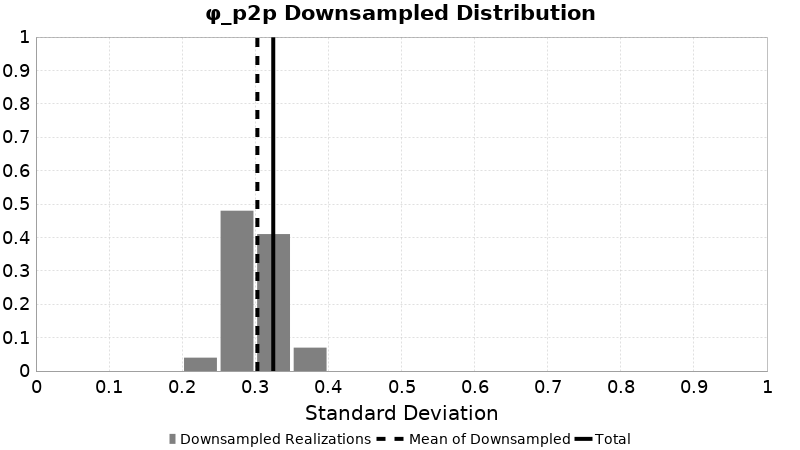 φ_p2p Downsampled Distribution
1
0.9
0.8
0.7
0.6
0.5
0.4
0.3
0.2
0.1
0
0 0.1 0.2 0.3 0.4 0.5 0.6 0.7 0.8 0.9 1
Standard Deviation
Downsampled Realizations Mean of Downsampled Total